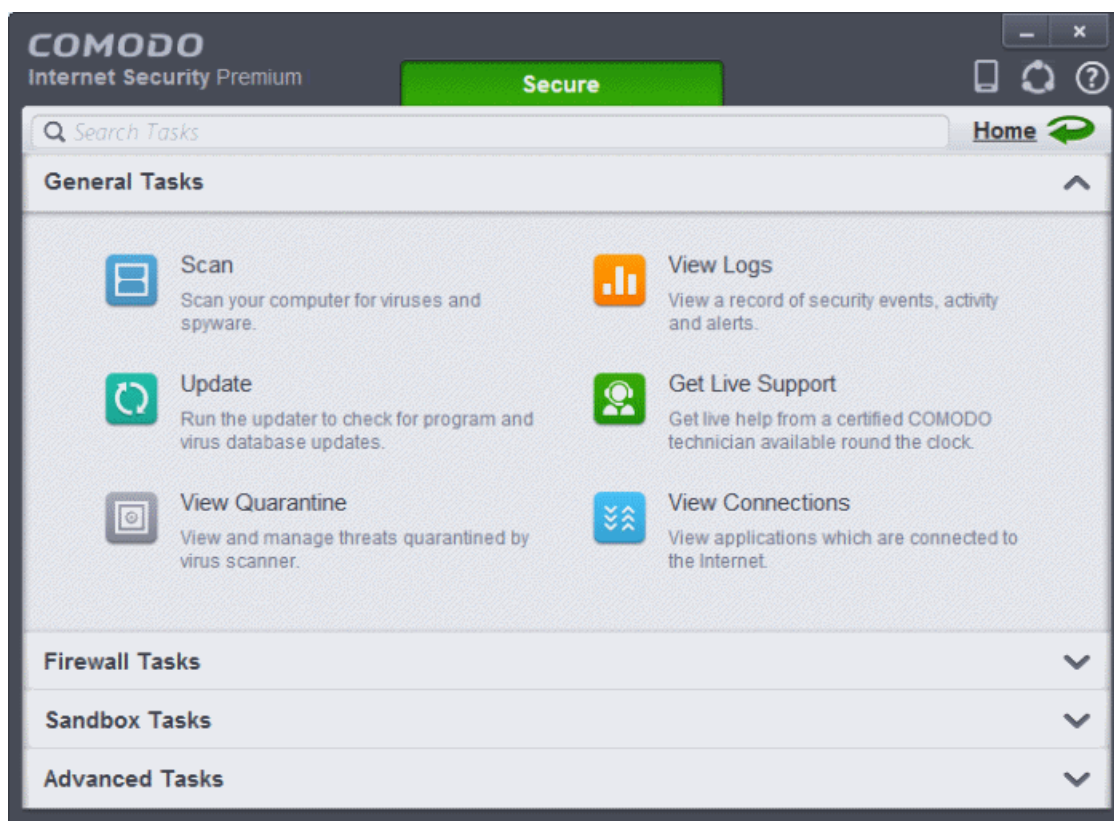 COMODO
Internet Security Premium
Secure
Search Tasks
Home
General Tasks
Scan
Scan your computer for viruses and
spyware.
View Logs
View a record of security events, activity
and alerts.
Update
Run the updater to check for program and
virus database updates.
Get Live Support
Get live help from a certified COMODO
technician available round the clock.
View Quarantine
View and manage threats quarantined by
virus scanner.
View Connections
View applications which are connected to
the Internet.
Firewall Tasks
Sandbox Tasks
Advanced Tasks